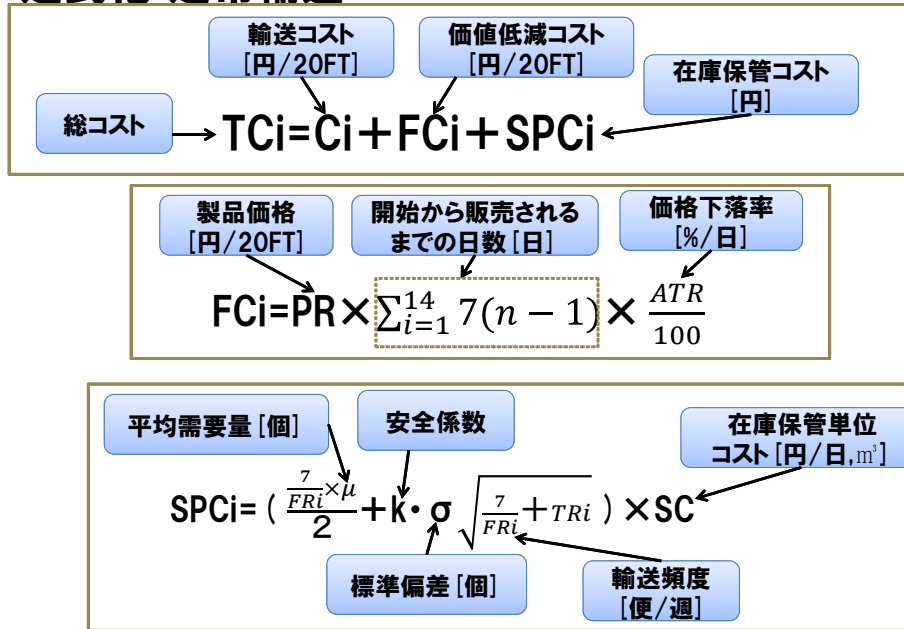 輸送コスト
[円/20FT]
価値低減コスト
[円/20FT]
在庫保管コスト
[円]
総コスト
TCi=Ci+FCi+SPCi
製品価格
[円/20FT]
開始から販売される
までの日数[日]
価格下落率
[%/日]
FCi=PR×∑_{i=1}^{14} 7(n − 1)×\frac{ATR}{100}
平均需要量[個]
安全係数
在庫保管単位
コスト[円/日,㎥]
SPCi=(\frac{\frac{7}{FRi}×μ}{2}+k・σ\sqrt{\frac{7}{FRi}+TRi})×SC
標準偏差[個]
輸送頻度
[便/週]